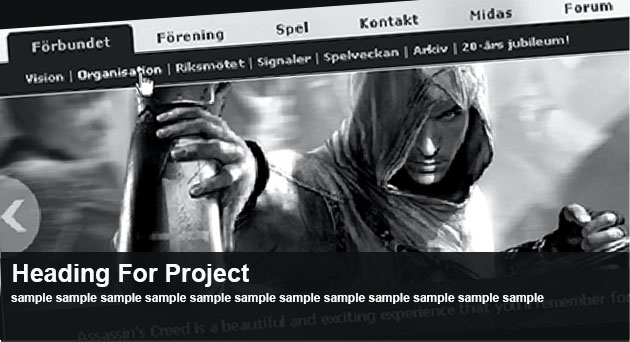 Förbundet Förening Spel Kontakt Midas Forum
Vision | Organisation | Riksmötet | Signaler | Spelveckan | Arkiv | 20-års jubileum!
Heading For Project
sample sample sample sample sample sample sample sample sample sample sample sample
Assassin's Creed is a beautiful and exciting experience that you'll remember for